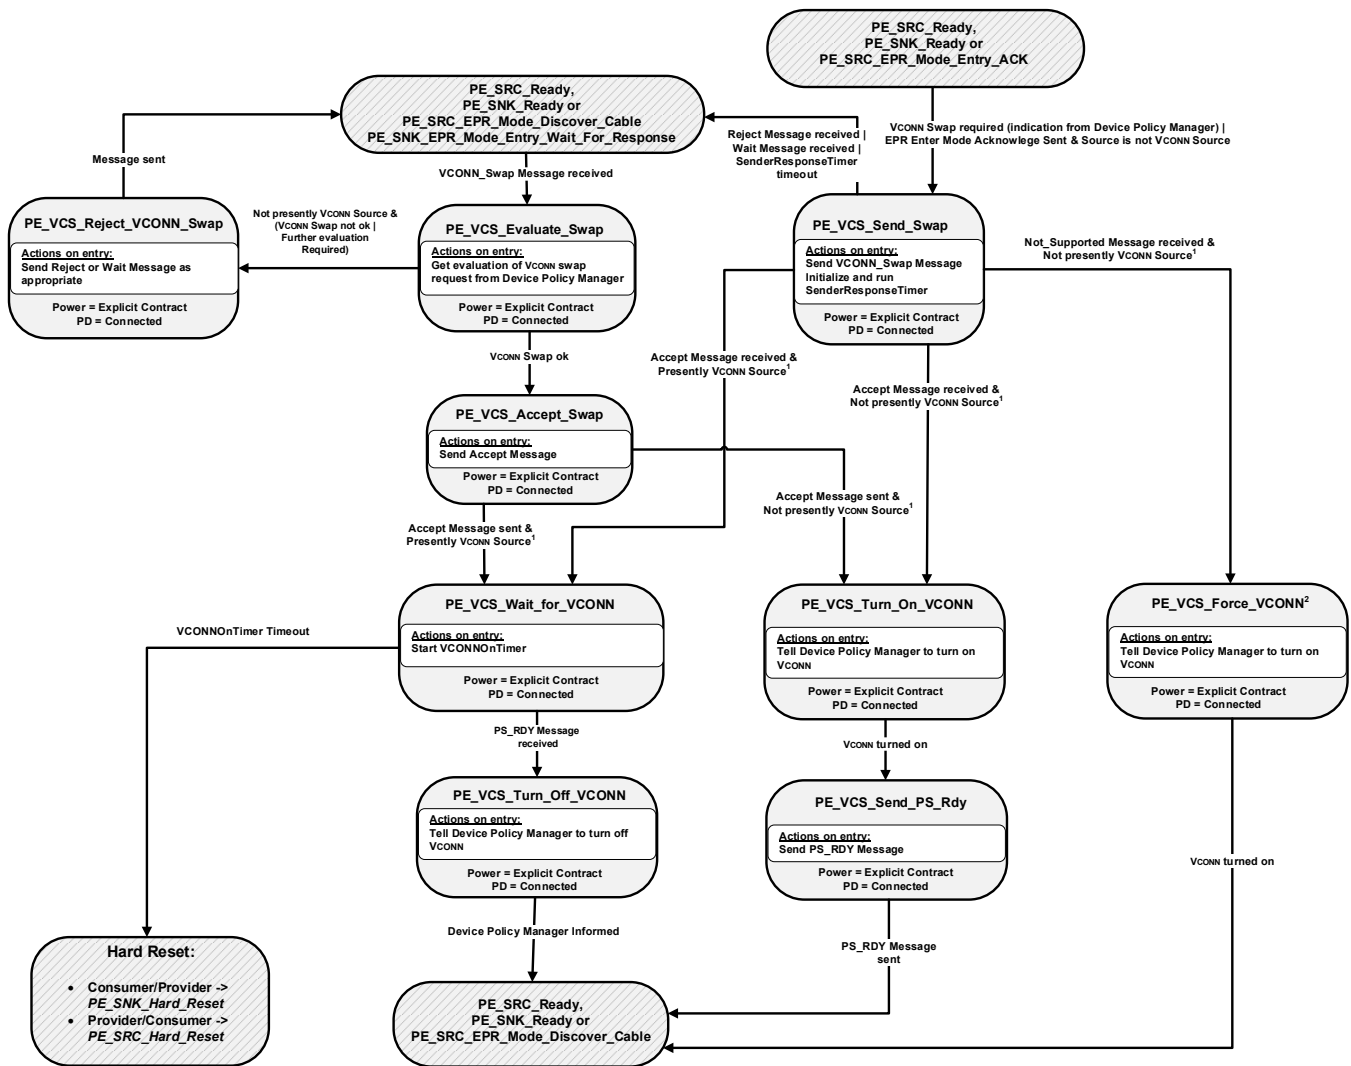 PE_SRC_Ready,
PE_SNK_Ready or
PE_SRC_EPR_Mode_Entry_ACK
PE_SRC_Ready,
PE_SNK_Ready or
PE_SRC_EPR_Mode_Discover_Cable
PE_SNK_EPR_Mode_Entry_Wait_For_Response
Message sent
Reject Message received |
Wait Message received |
SenderResponseTimer
timeout
VCONN Swap required (indication from Device Policy Manager) |
EPR Enter Mode Acknowlege Sent & Source is not VCONN Source
VCONN_Swap Message received
PE_VCS_Reject_VCONN_Swap
Actions on entry:
Send Reject or Wait Message as
appropriate
Power = Explicit Contract
PD = Connected
Not presently VCONN Source &
(VCONN Swap not ok |
Further evaluation
Required)
PE_VCS_Evaluate_Swap
Actions on entry:
Get evaluation of VCONN swap
request from Device Policy Manager
Power = Explicit Contract
PD = Connected
PE_VCS_Send_Swap
Actions on entry:
Send VCONN_Swap Message
Initialize and run
SenderResponseTimer
Power = Explicit Contract
PD = Connected
Not_Supported Message received &
Not presently VCONN Source¹
VCONN Swap ok
Accept Message received &
Presently VCONN Source¹
Accept Message received &
Not presently VCONN Source¹
PE_VCS_Accept_Swap
Actions on entry:
Send Accept Message
Power = Explicit Contract
PD = Connected
Accept Message sent &
Not presently VCONN Source¹
Accept Message sent &
Presently VCONN Source¹
PE_VCS_Wait_for_VCONN
Actions on entry:
Start VCONNOnTimer
Power = Explicit Contract
PD = Connected
PE_VCS_Turn_On_VCONN
Actions on entry:
Tell Device Policy Manager to turn on
VCONN
Power = Explicit Contract
PD = Connected
PE_VCS_Force_VCONN²
Actions on entry:
Tell Device Policy Manager to turn on
VCONN
Power = Explicit Contract
PD = Connected
VCONNOnTimer Timeout
PS_RDY Message
received
VCONN turned on
PE_VCS_Turn_Off_VCONN
Actions on entry:
Tell Device Policy Manager to turn off
VCONN
Power = Explicit Contract
PD = Connected
PE_VCS_Send_PS_Rdy
Actions on entry:
Send PS_RDY Message
Power = Explicit Contract
PD = Connected
VCONN turned on
Device Policy Manager Informed
PS_RDY Message
sent
Hard Reset:
• Consumer/Provider ->
PE_SNK_Hard_Reset
• Provider/Consumer ->
PE_SRC_Hard_Reset
PE_SRC_Ready,
PE_SNK_Ready or
PE_SRC_EPR_Mode_Discover_Cable